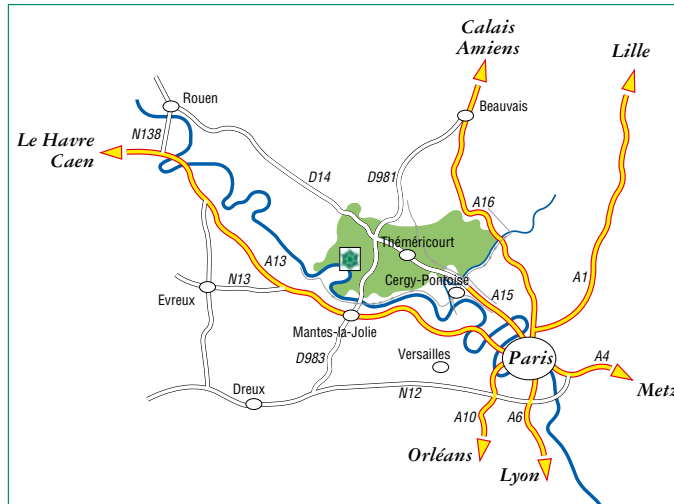 Calais
Amiens
Lille
Rouen
Beauvais
N138
Le Havre
Caen
D14
D981
A16
Théméricourt
A13
N13
Cergy-Pontoise
A1
A15
Evreux
Mantes-la-Jolie
D983
Versailles
Paris
A4
Metz
Dreux
N12
A10
A6
Orléans
Lyon